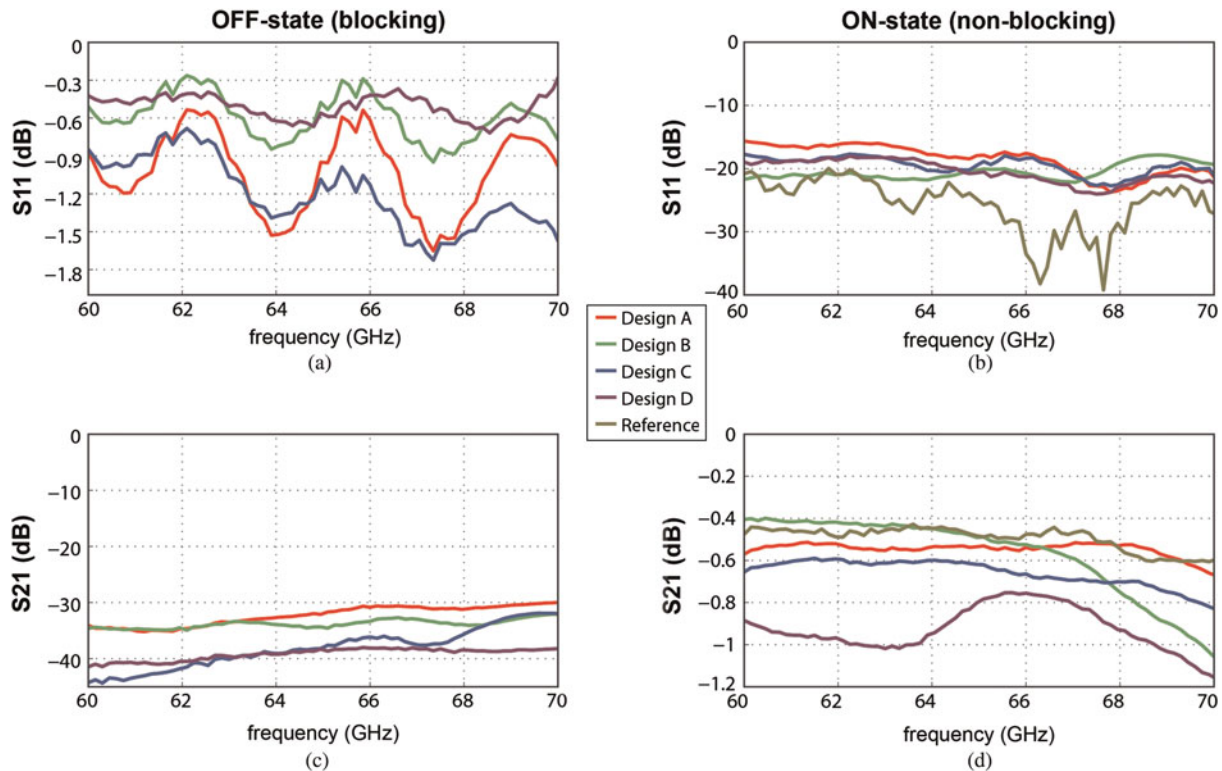 OFF-state (blocking)
ON-state (non-blocking)
S11 (dB)
0
−0.3
−0.6
−0.9
−1.2
−1.5
−1.8
60
62
64
66
68
70
frequency (GHz)
(a)
S11 (dB)
0
−10
−20
−30
−40
60
62
64
66
68
70
frequency (GHz)
(b)
Design A
Design B
Design C
Design D
Reference
S21 (dB)
0
−10
−20
−30
−40
60
62
64
66
68
70
frequency (GHz)
(c)
S21 (dB)
0
−0.2
−0.4
−0.6
−0.8
−1
−1.2
60
62
64
66
68
70
frequency (GHz)
(d)